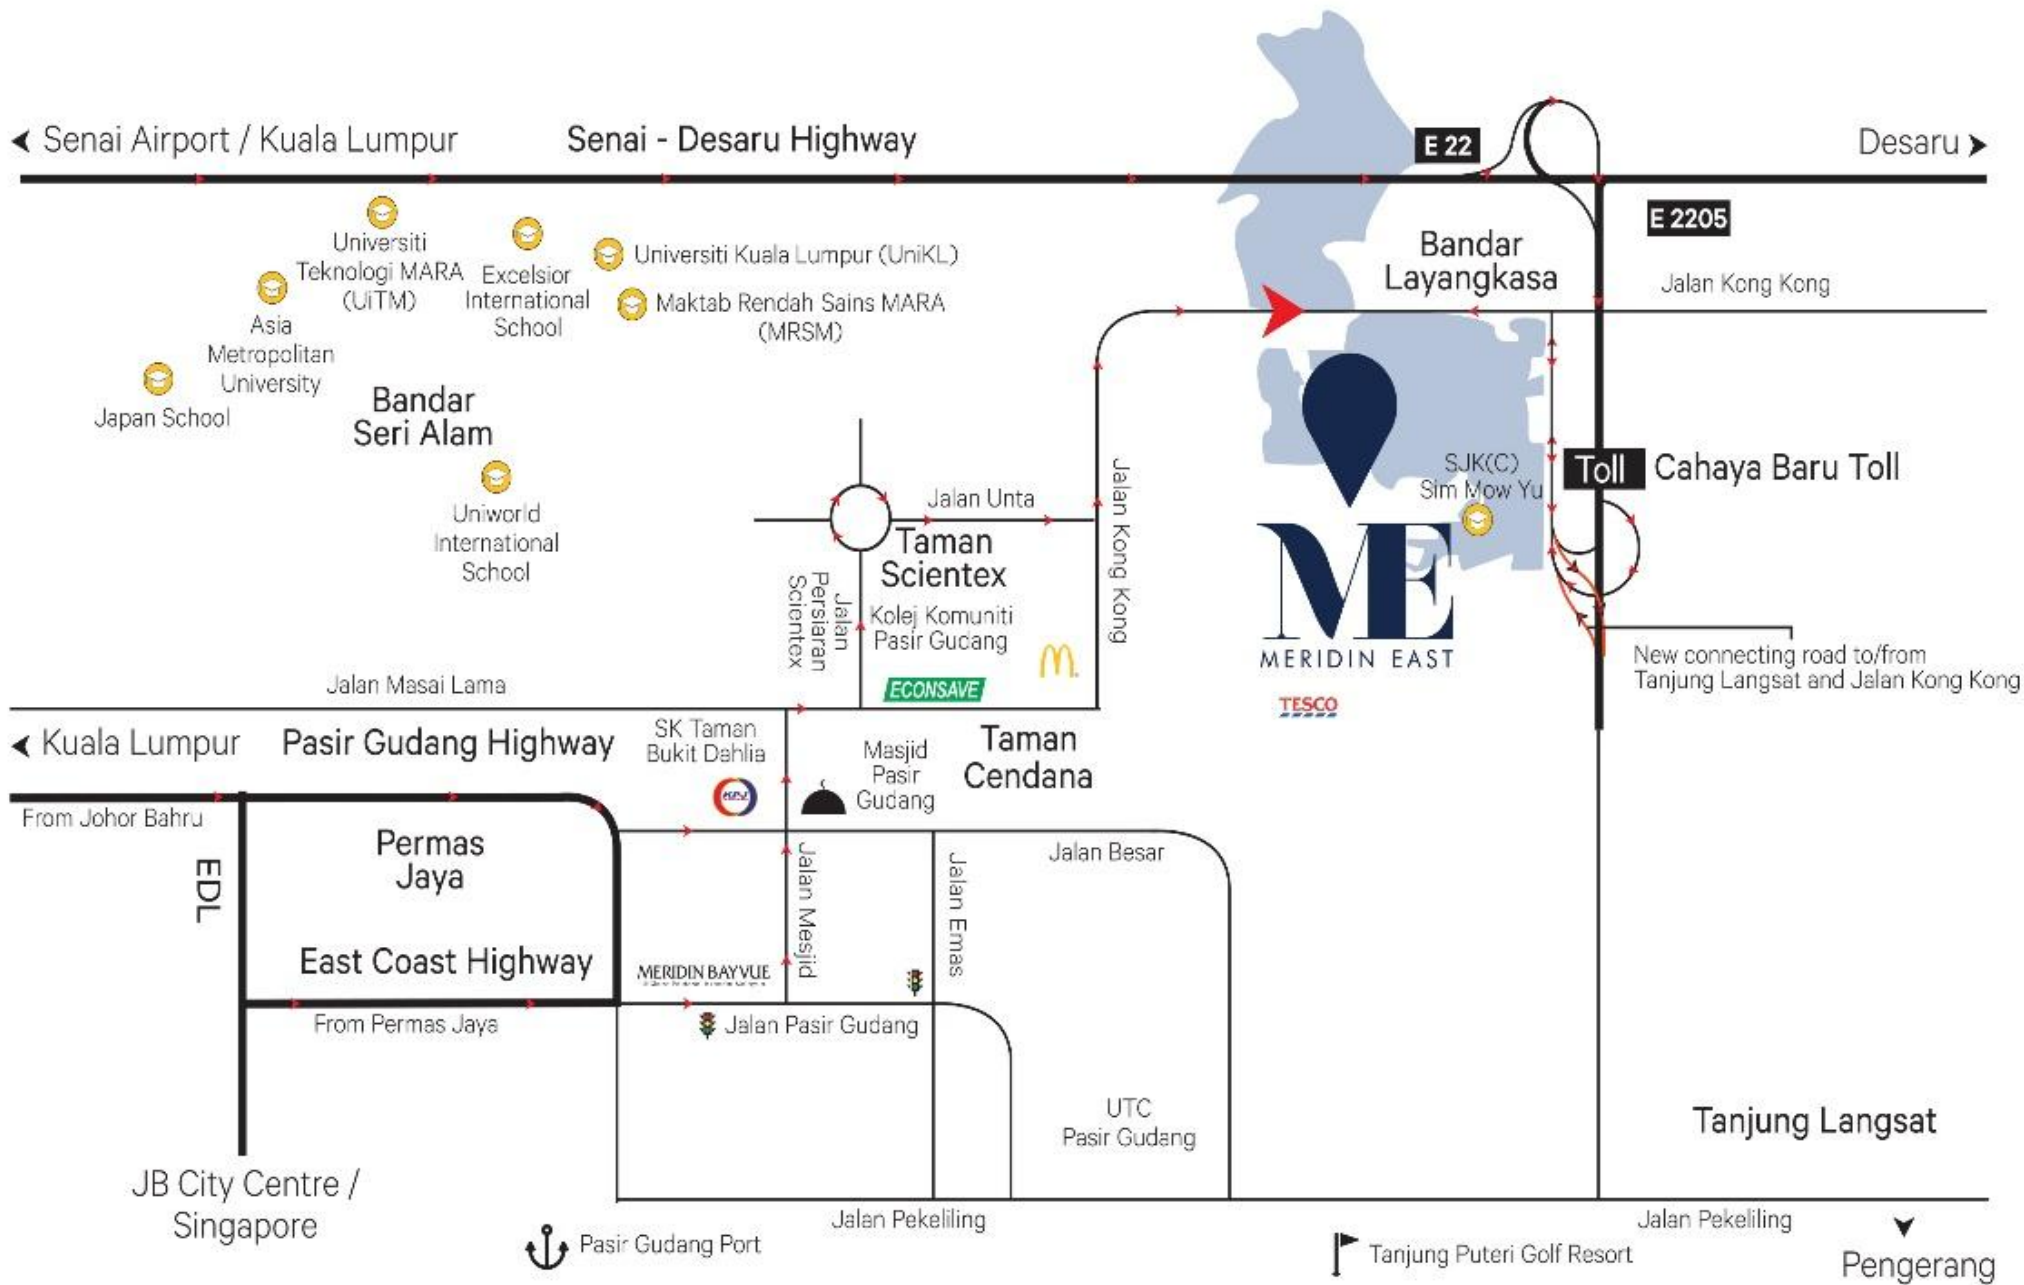 Senai Airport / Kuala Lumpur
Senai - Desaru Highway
E 22
Desaru
E 2205
Universiti
Teknologi MARA
(UiTM)
Excelsior
International
School
Universiti Kuala Lumpur (UniKL)
Maktab Rendah Sains MARA
(MRSM)
Asia
Metropolitan
University
Japan School
Bandar
Seri Alam
Uniworld
International
School
Bandar
Layangkasa
Jalan Kong Kong
Jalan Kong Kong
SJK(C)
Sim Mow Yu
Toll
Cahaya Baru Toll
Jalan Unta
Taman
Scientex
Jalan
Persiaran
Scientex
Kolej Komuniti
Pasir Gudang
ECONSAVE
ME
MERIDIN EAST
TESCO
New connecting road to/from
Tanjung Langsat and Jalan Kong Kong
Jalan Masai Lama
Kuala Lumpur
Pasir Gudang Highway
SK Taman
Bukit Dahlia
KPJ
Masjid
Pasir
Gudang
Taman
Cendana
From Johor Bahru
Permas
Jaya
EDL
Jalan Mesjid
Jalan Emas
Jalan Besar
East Coast Highway
MERIDIN BAYVUE
From Permas Jaya
Jalan Pasir Gudang
UTC
Pasir Gudang
Tanjung Langsat
JB City Centre /
Singapore
Jalan Pekeliling
Jalan Pekeliling
Pasir Gudang Port
Tanjung Puteri Golf Resort
Pengerang